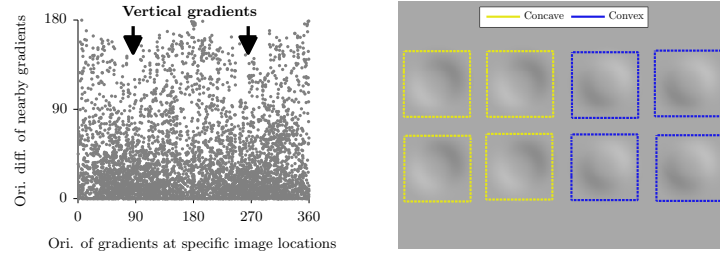 Vertical gradients
180
90
0
0 90 180 270 360
Ori. diff. of nearby gradients
Ori. of gradients at specific image locations
Concave Convex